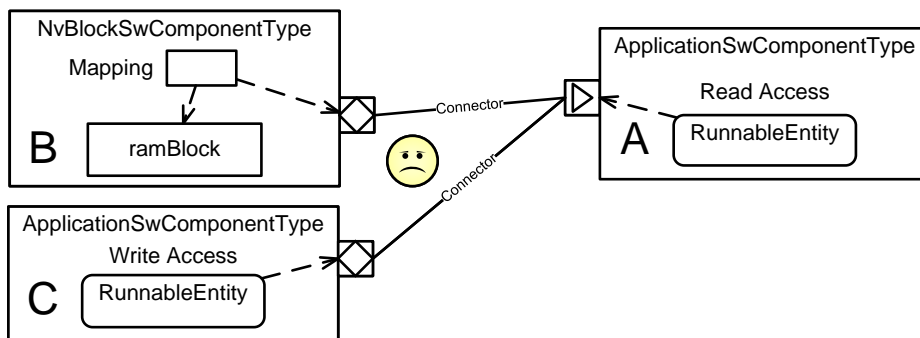 NvBlockSwComponentType
Mapping
ramBlock
B
Connector
ApplicationSwComponentType
Read Access
RunnableEntity
A
Connector
ApplicationSwComponentType
Write Access
RunnableEntity
C